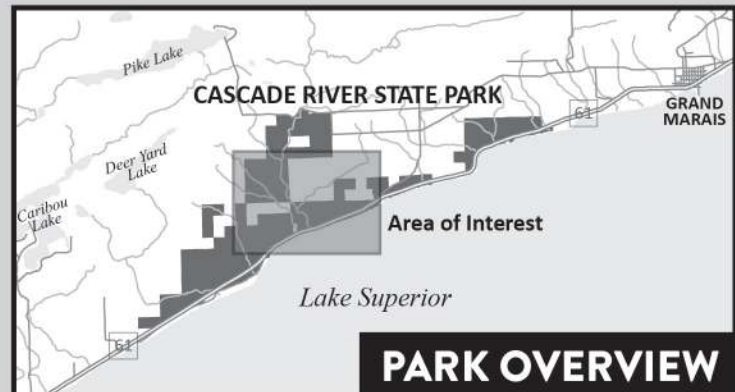 Pike Lake
CASCADE RIVER STATE PARK
61
GRAND
MARAIS
Deer Yard
Lake
Caribou
Lake
Area of Interest
Lake Superior
61
PARK OVERVIEW